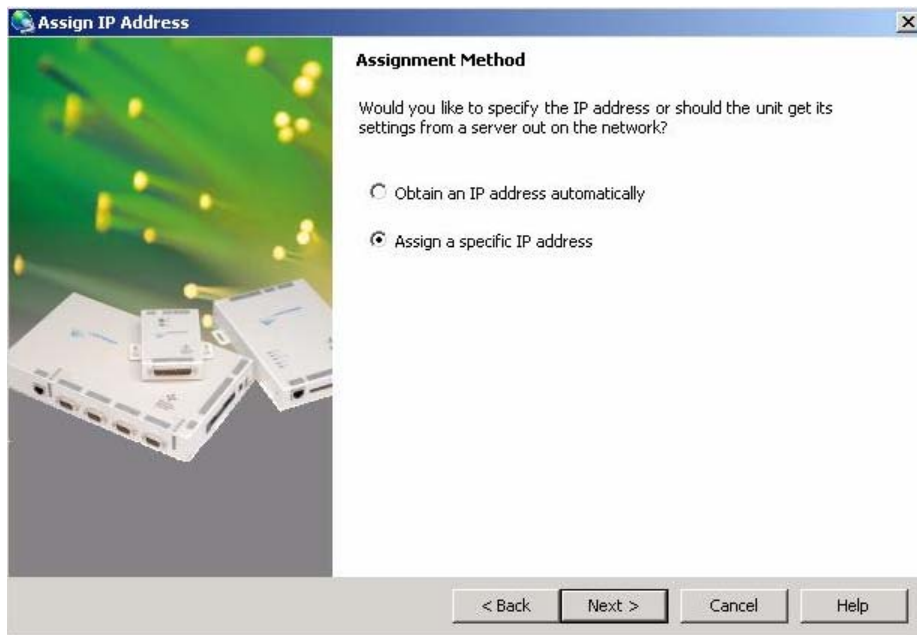 Assign IP Address
Assignment Method
Would you like to specify the IP address or should the unit get its
settings from a server out on the network?
Obtain an IP address automatically
Assign a specific IP address
< Back
Next >
Cancel
Help